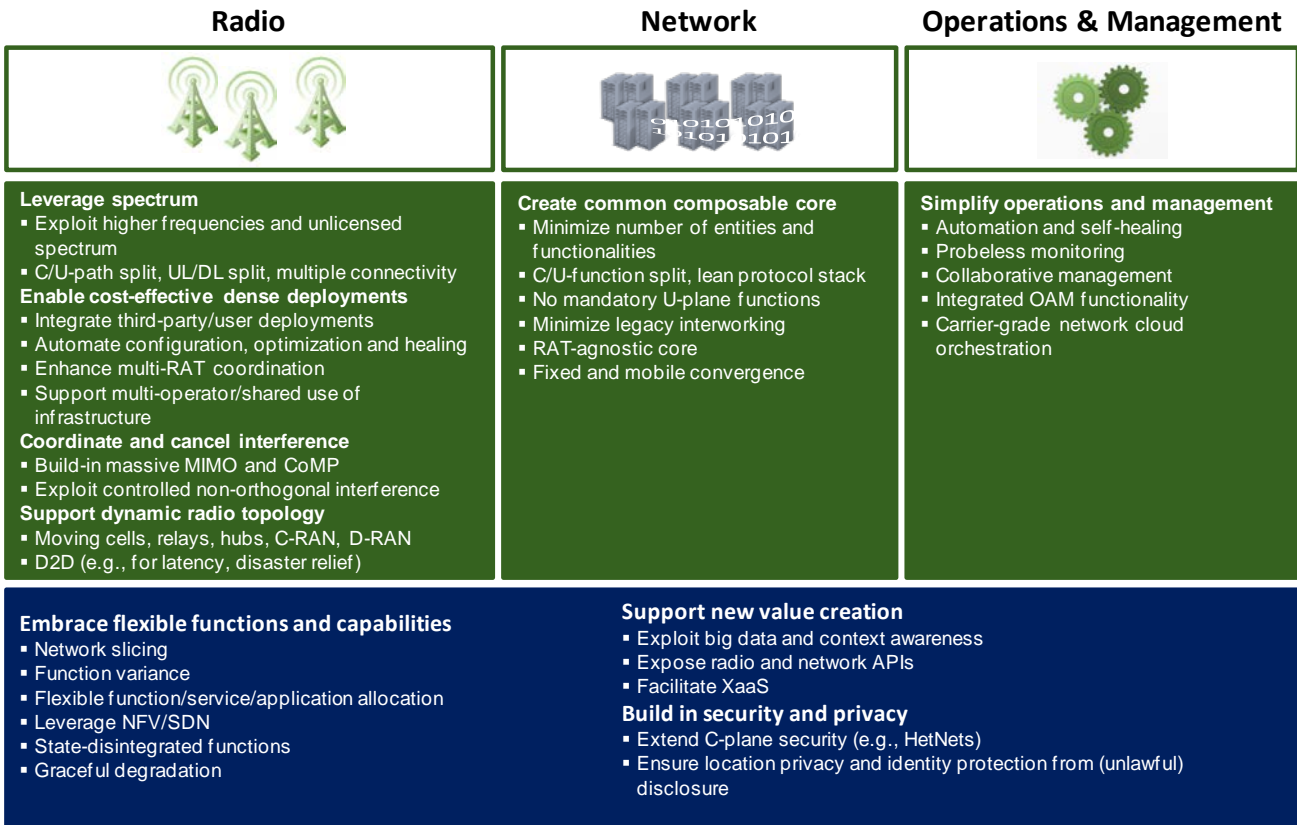 Radio
Network
Operations & Management
01010101010
101010101
Leverage spectrum
▪ Exploit higher frequencies and unlicensed
spectrum
▪ C/U-path split, UL/DL split, multiple connectivity
Enable cost-effective dense deployments
▪ Integrate third-party/user deployments
▪ Automate configuration, optimization and healing
▪ Enhance multi-RAT coordination
▪ Support multi-operator/shared use of
infrastructure
Coordinate and cancel interference
▪ Build-in massive MIMO and CoMP
▪ Exploit controlled non-orthogonal interference
Support dynamic radio topology
▪ Moving cells, relays, hubs, C-RAN, D-RAN
▪ D2D (e.g., for latency, disaster relief)
Create common composable core
▪ Minimize number of entities and
functionalities
▪ C/U-function split, lean protocol stack
▪ No mandatory U-plane functions
▪ Minimize legacy interworking
▪ RAT-agnostic core
▪ Fixed and mobile convergence
Simplify operations and management
▪ Automation and self-healing
▪ Probeless monitoring
▪ Collaborative management
▪ Integrated OAM functionality
▪ Carrier-grade network cloud
orchestration
Embrace flexible functions and capabilities
▪ Network slicing
▪ Function variance
▪ Flexible function/service/application allocation
▪ Leverage NFV/SDN
▪ State-disintegrated functions
▪ Graceful degradation
Support new value creation
▪ Exploit big data and context awareness
▪ Expose radio and network APIs
▪ Facilitate XaaS
Build in security and privacy
▪ Extend C-plane security (e.g., HetNets)
▪ Ensure location privacy and identity protection from (unlawful)
disclosure